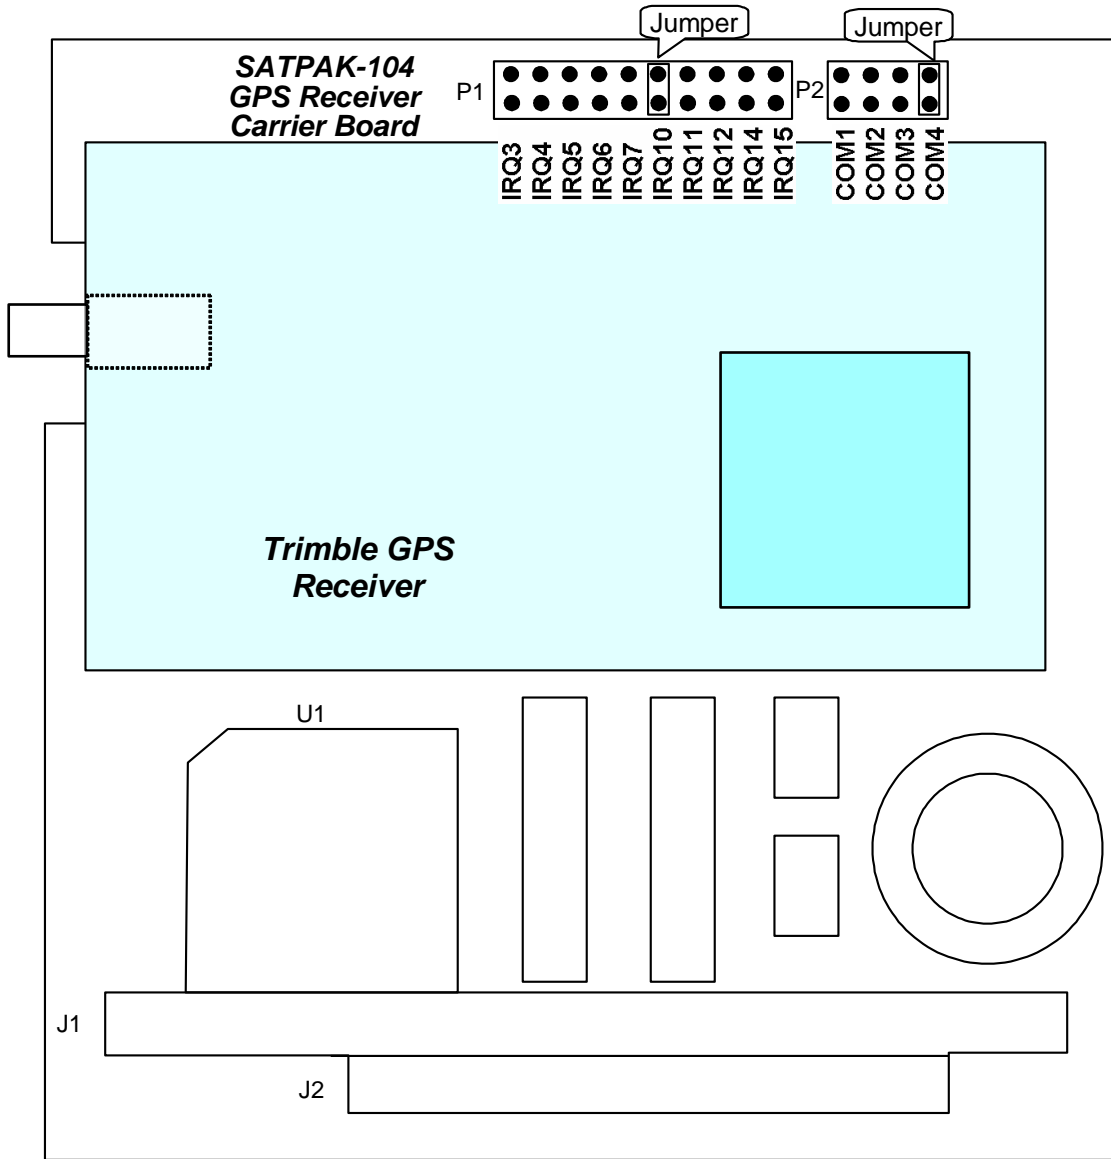 Jumper
Jumper
SATPAK-104
GPS Receiver
Carrier Board
P1
P2
IRQ3
IRQ4
IRQ5
IRQ6
IRQ7
IRQ10
IRQ11
IRQ12
IRQ14
IRQ15
COM1
COM2
COM3
COM4
Trimble GPS
Receiver
U1
J1
J2